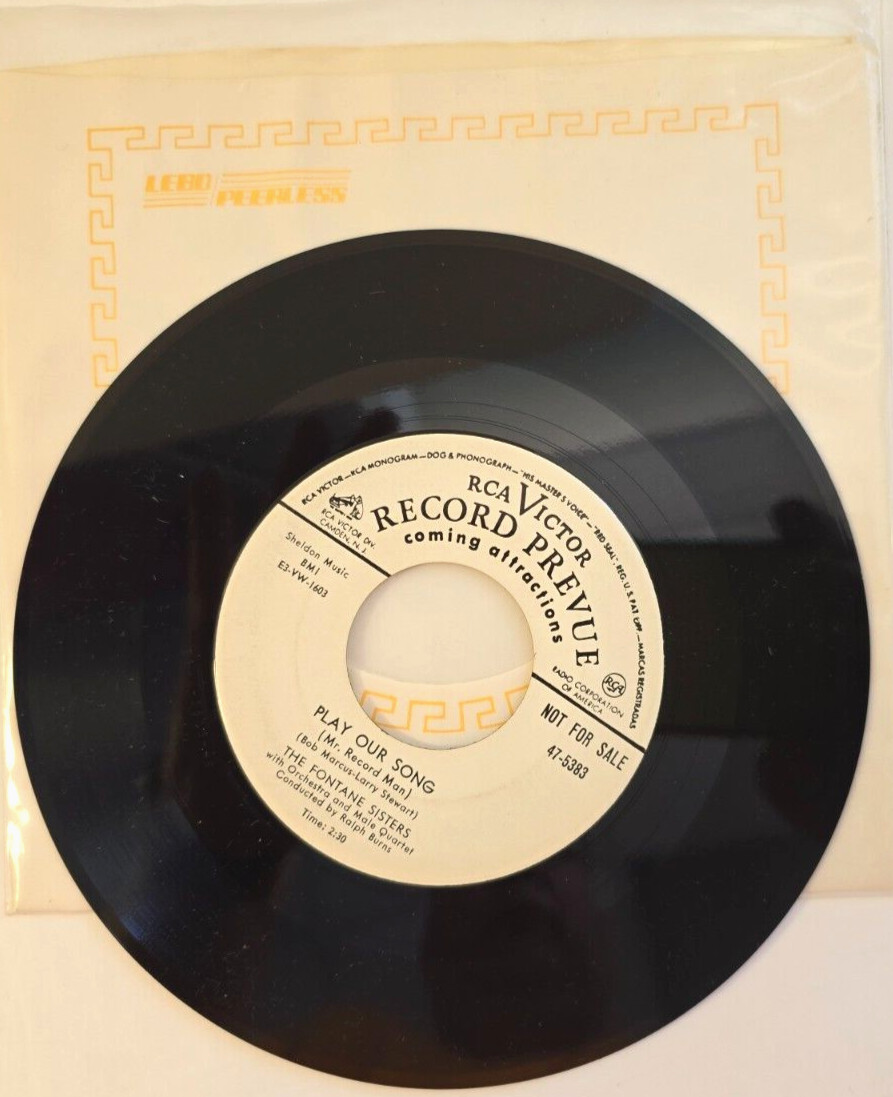 LEBO
PEERLESS
RCA VICTOR—RCA MONOGRAM—DOG & PHONOGRAPH—"HIS MASTER'S VOICE"—"RED SEAL". REG. U.S. PAT. OFF.—MARCAS REGISTRADAS
RCA VICTOR
RECORD PREVUE
coming attractions
RCA VICTOR DIV.
CAMDEN, N. J.
RCA
RADIO CORPORATION
OF AMERICA
Sheldon Music
BMI
E3-VW-1603
NOT FOR SALE
47-5383
PLAY OUR SONG
(Mr. Record Man)
(Bob Marcus-Larry Stewart)
THE FONTANE SISTERS
with Orchestra and Male Quartet
Conducted by Ralph Burns
Time: 2:30